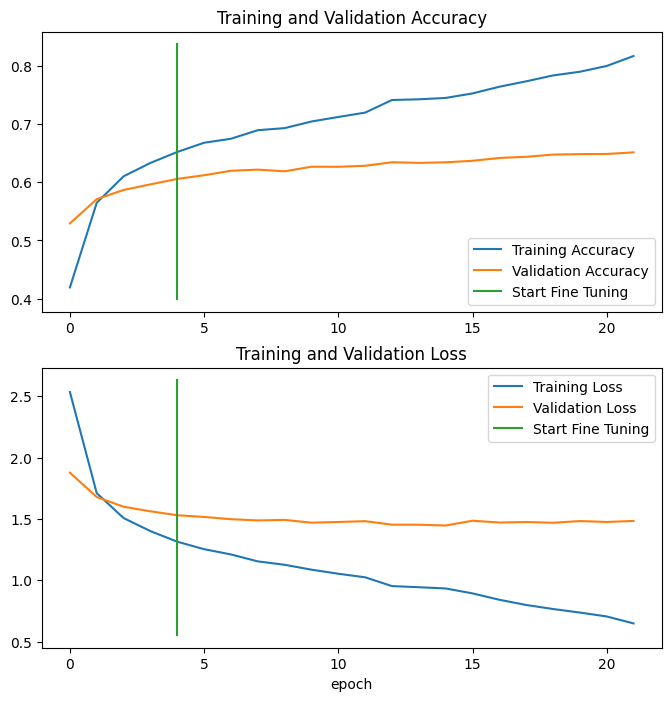 Training and Validation Accuracy
0.8
0.7
0.6
0.5
0.4
Training Accuracy
Validation Accuracy
Start Fine Tuning
0 5 10 15 20
Training and Validation Loss
2.5
2.0
1.5
1.0
0.5
Training Loss
Validation Loss
Start Fine Tuning
0 5 10 15 20
epoch